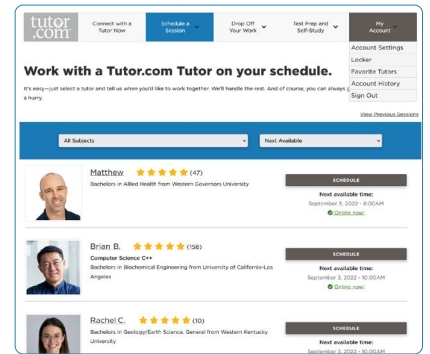 tutor
.com
Connect with a
Tutor Now
Schedule a
Session
Drop Off
Your Work
Test Prep and
Self-Study
My
Account
Account Settings
Locker
Favorite Tutors
Account History
Sign Out
Work with a Tutor.com Tutor on your schedule.
It's easy—just select a tutor and tell us when you'd like to work together. We'll handle the rest. And of course, you can always
a hurry.
View Previous Sessions
All Subjects
Next Available
Matthew (47)
Bachelors in Allied Health from Western Governors University
SCHEDULE
Next available time:
September 3, 2022 - 8:00AM
Online now!
Brian B. (158)
Computer Science C++
Bachelors in Biochemical Engineering from University of California-Los
Angeles
SCHEDULE
Next available time:
September 3, 2022 - 10:00AM
Online now!
Rachel C. (10)
Bachelors in Geology/Earth Science, General from Western Kentucky
University
SCHEDULE
Next available time:
September 3, 2022 - 10:00AM